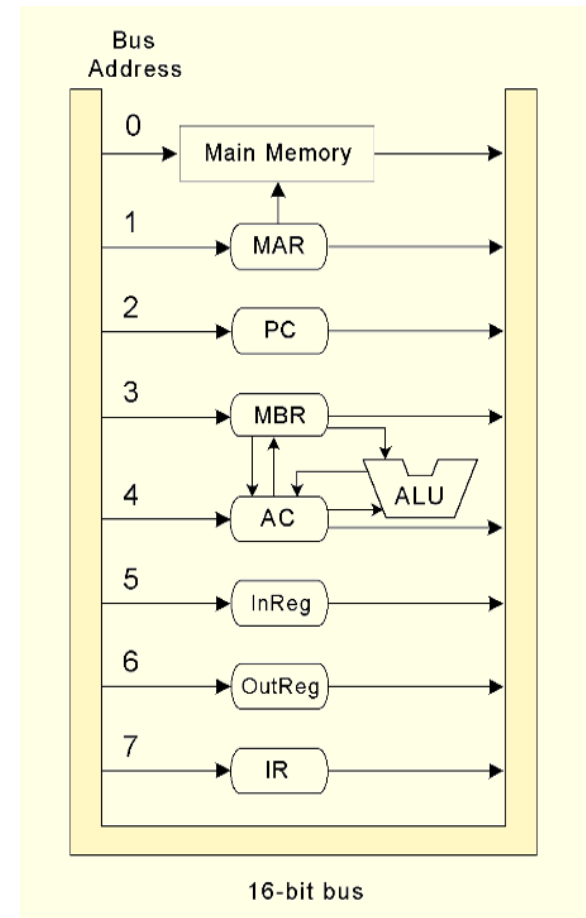 Bus
Address
0
Main Memory
1
MAR
2
PC
3
MBR
ALU
4
AC
5
InReg
6
OutReg
7
IR
16-bit bus